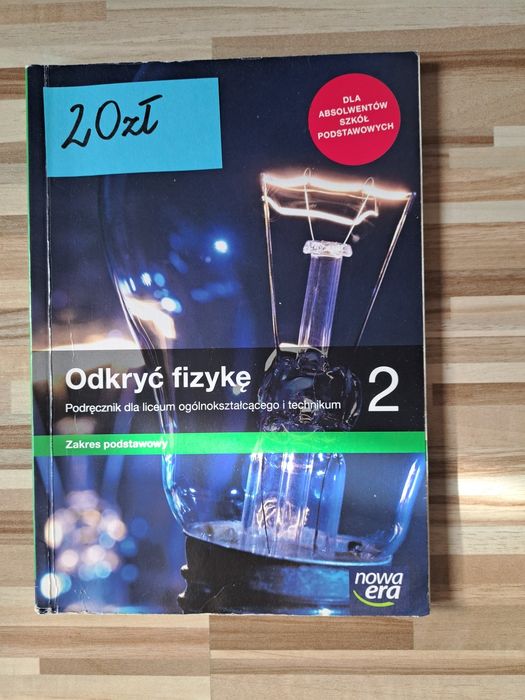 20zł
DLA
ABSOLWENTÓW
SZKÓŁ
PODSTAWOWYCH
Odkryć fizykę
2
Podręcznik dla liceum ogólnokształcącego i technikum
Zakres podstawowy
nowa
era